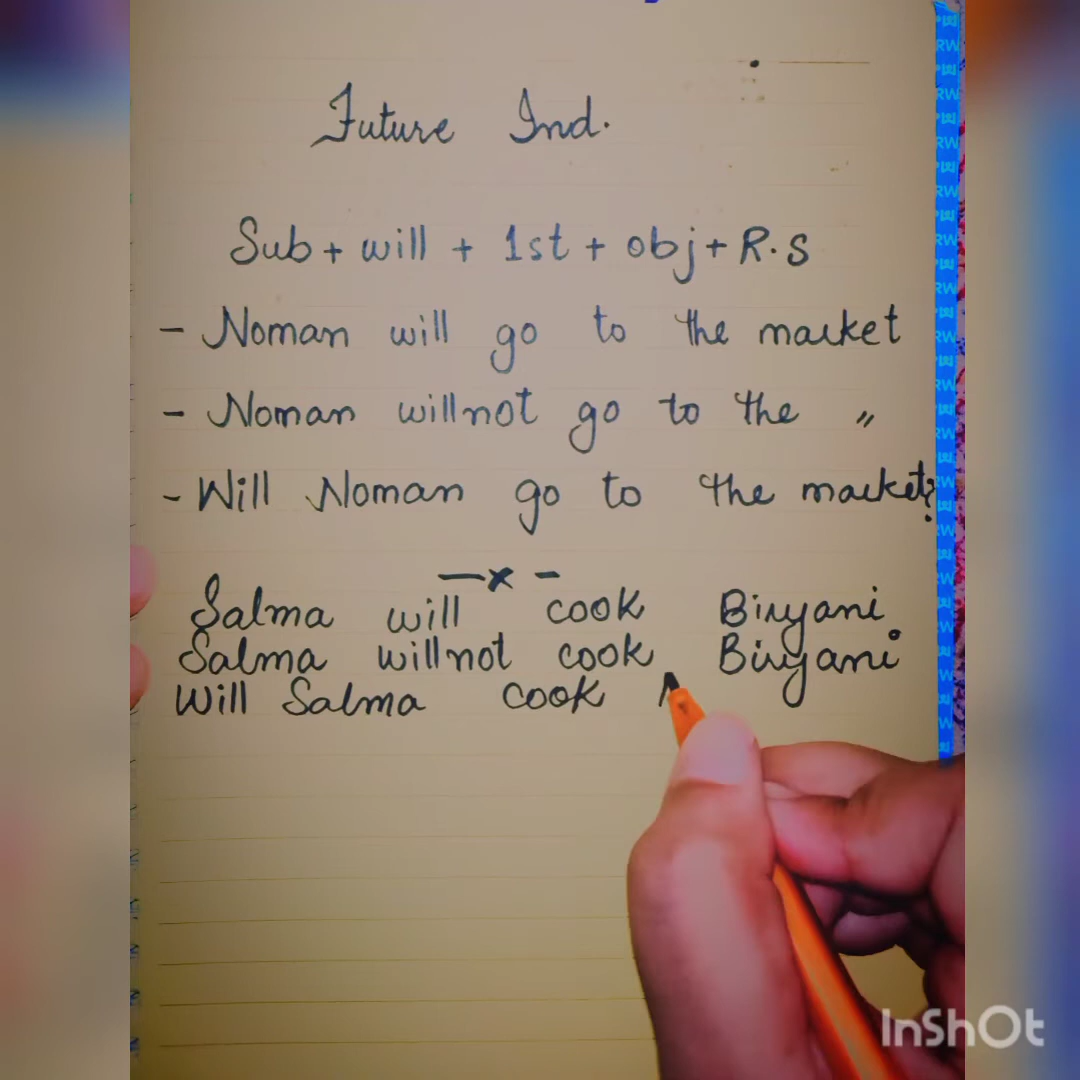 Future Ind.
Sub + will + 1st + obj + R.S
- Noman will go to the market
- Noman willnot go to the "
- Will Noman go to the market?
—x—
Salma will cook Biryani.
Salma willnot cook Biryani
Will Salma cook
InShOt